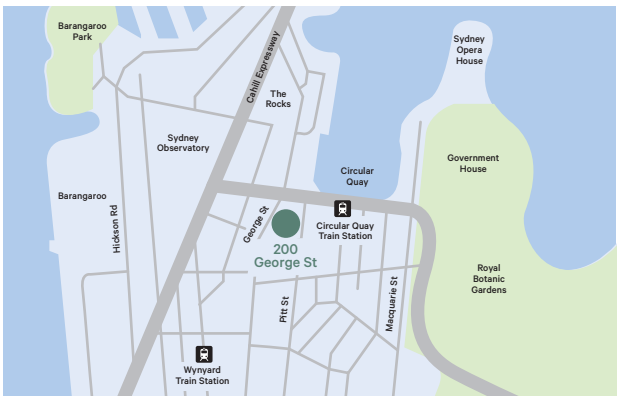 Barangaroo
Park
Cahill Expressway
Sydney
Opera
House
The
Rocks
Sydney
Observatory
Government
House
Circular
Quay
Barangaroo
Hickson Rd
George St
Circular Quay
Train Station
200
George St
Royal
Botanic
Gardens
Pitt St
Macquarie St
Wynyard
Train Station